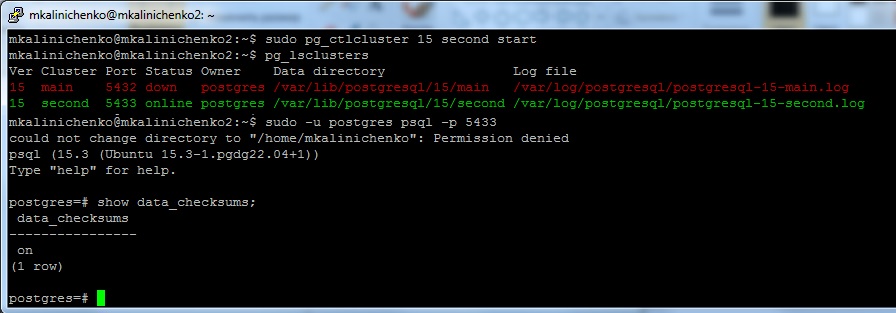 mkalinichenko@mkalinichenko2: ~
mkalinichenko@mkalinichenko2:~$ sudo pg_ctlcluster 15 second start
mkalinichenko@mkalinichenko2:~$ pg_lsclusters
Ver Cluster Port Status Owner    Data directory                Log file
15  main    5432 down   postgres /var/lib/postgresql/15/main   /var/log/postgresql/postgresql-15-main.log
15  second  5433 online postgres /var/lib/postgresql/15/second /var/log/postgresql/postgresql-15-second.log
mkalinichenko@mkalinichenko2:~$ sudo -u postgres psql -p 5433
could not change directory to "/home/mkalinichenko": Permission denied
psql (15.3 (Ubuntu 15.3-1.pgdg22.04+1))
Type "help" for help.
postgres=# show data_checksums;
 data_checksums
----------------
 on
(1 row)
postgres=#